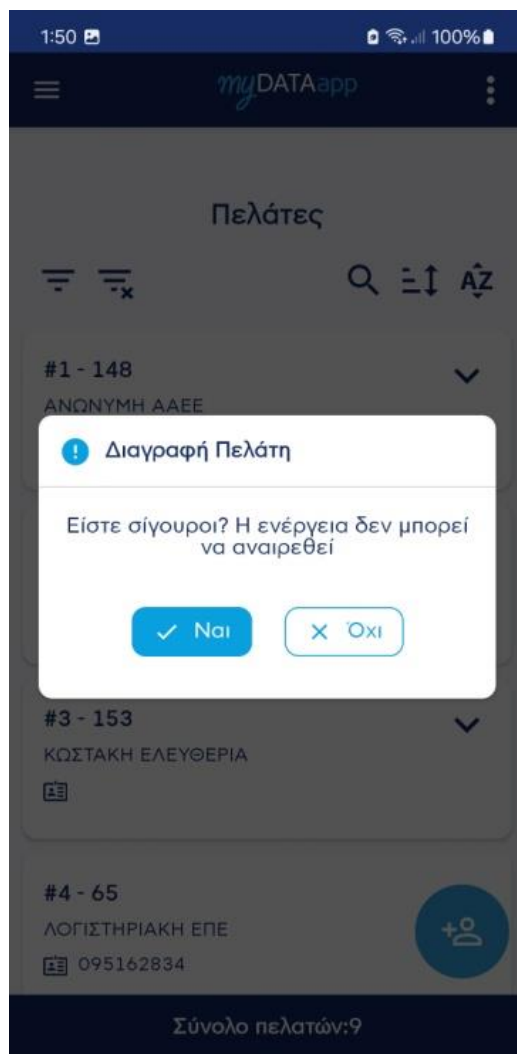 1:50 100%
myDATAapp
Πελάτες
AZ
#1 - 148
ΑΝΩΝΥΜΗ ΑΑΕΕ
Διαγραφή Πελάτη
Είστε σίγουροι? Η ενέργεια δεν μπορεί
να αναιρεθεί
Ναι Όχι
#3 - 153
ΚΩΣΤΑΚΗ ΕΛΕΥΘΕΡΙΑ
#4 - 65
ΛΟΓΙΣΤΗΡΙΑΚΗ ΕΠΕ
095162834
Σύνολο πελατών:9